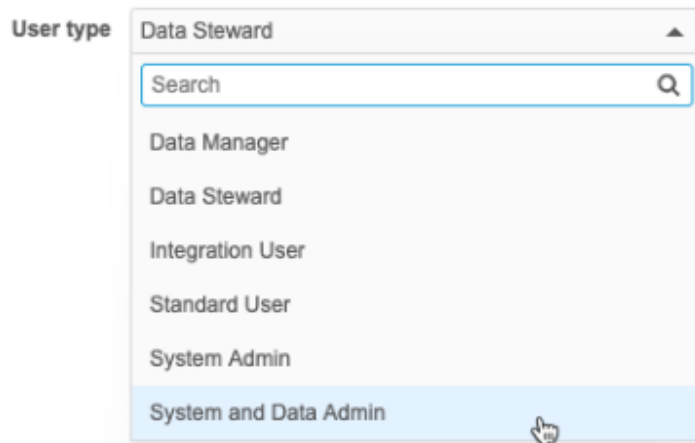 User type Data Steward
Search
Data Manager
Data Steward
Integration User
Standard User
System Admin
System and Data Admin